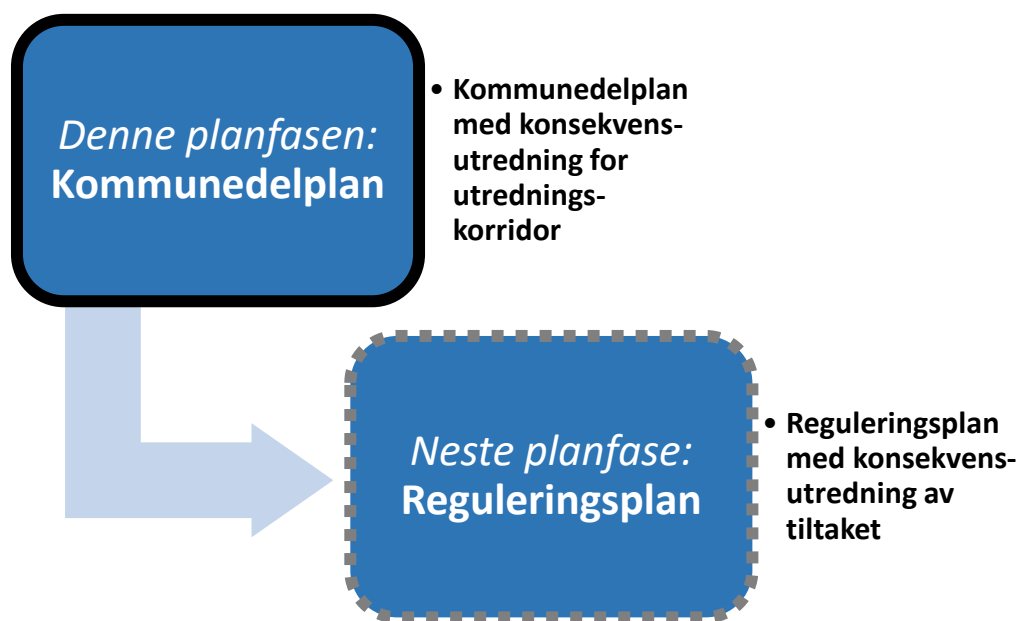 Denne planfasen:
Kommunedelplan
• Kommunedelplan
med konsekvens-
utredning for
utrednings-
korridor
Neste planfase:
Reguleringsplan
• Reguleringsplan
med konsekvens-
utredning av
tiltaket